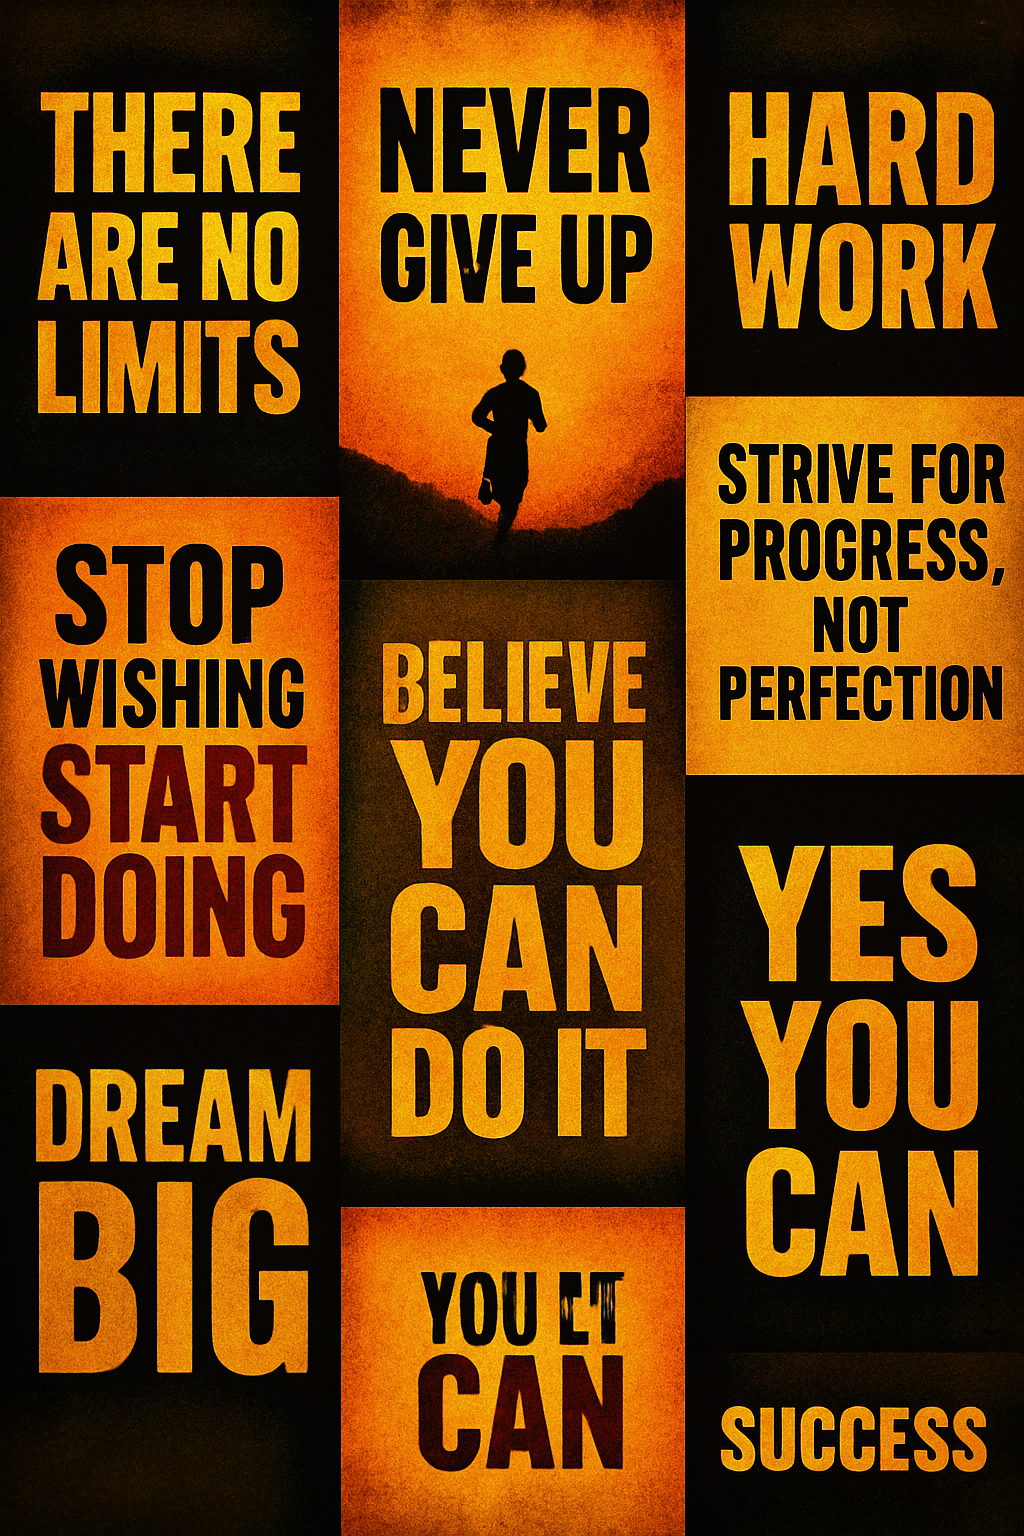 THERE
ARE NO
LIMITS
NEVER
GIVE UP
HARD
WORK
STOP
WISHING
START
DOING
BELIEVE
YOU
CAN
DO IT
STRIVE FOR
PROGRESS,
NOT
PERFECTION
DREAM
BIG
YOU
CAN
YES
YOU
CAN
SUCCESS